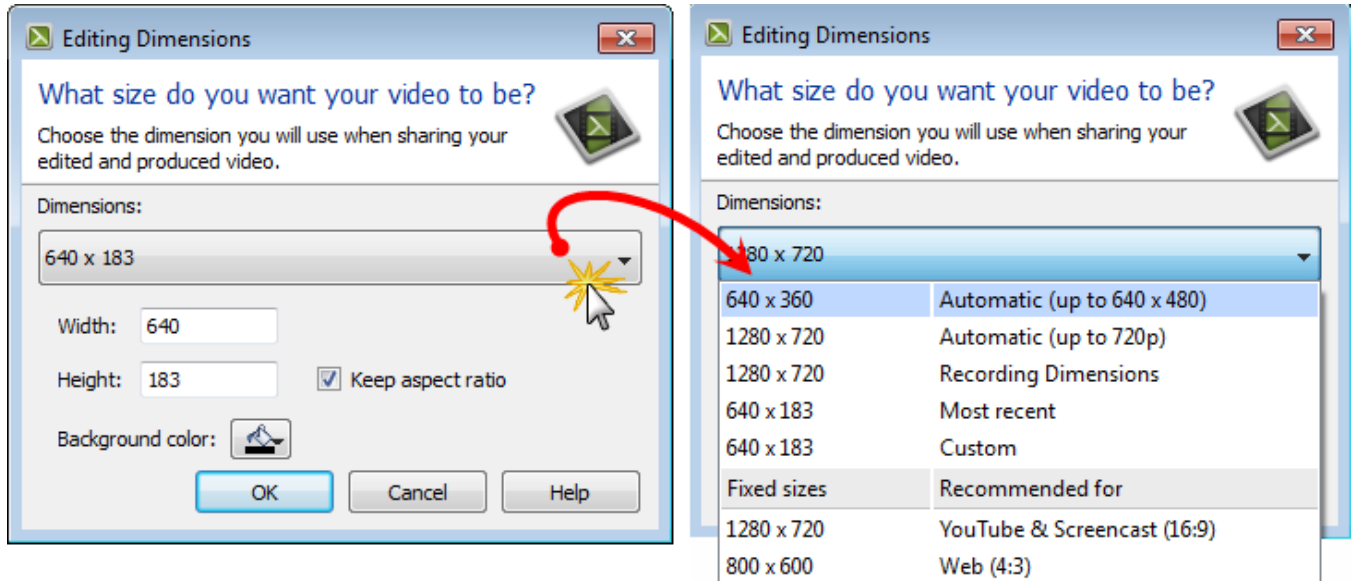 Editing Dimensions
What size do you want your video to be?
Choose the dimension you will use when sharing your
edited and produced video.
Dimensions:
640 x 183
Width: 640
Height: 183 Keep aspect ratio
Background color:
OK Cancel Help
Editing Dimensions
What size do you want your video to be?
Choose the dimension you will use when sharing your
edited and produced video.
Dimensions:
1280 x 720
640 x 360 Automatic (up to 640 x 480)
1280 x 720 Automatic (up to 720p)
1280 x 720 Recording Dimensions
640 x 183 Most recent
640 x 183 Custom
Fixed sizes Recommended for
1280 x 720 YouTube & Screencast (16:9)
800 x 600 Web (4:3)